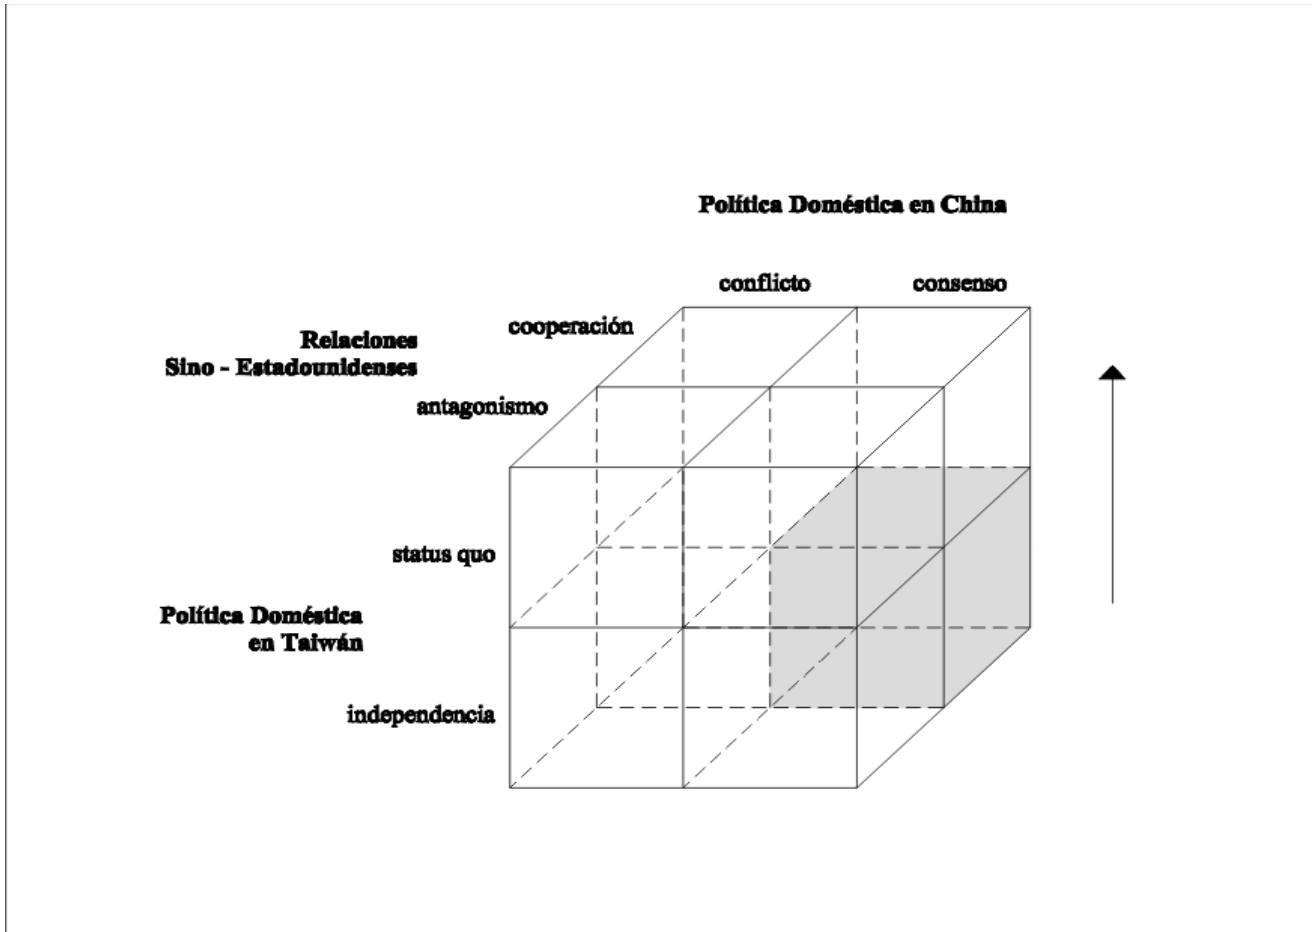 Política Doméstica en China
conflicto
consenso
cooperación
Relaciones
Sino - Estadounidenses
antagonismo
status quo
Política Doméstica
en Taiwán
independencia